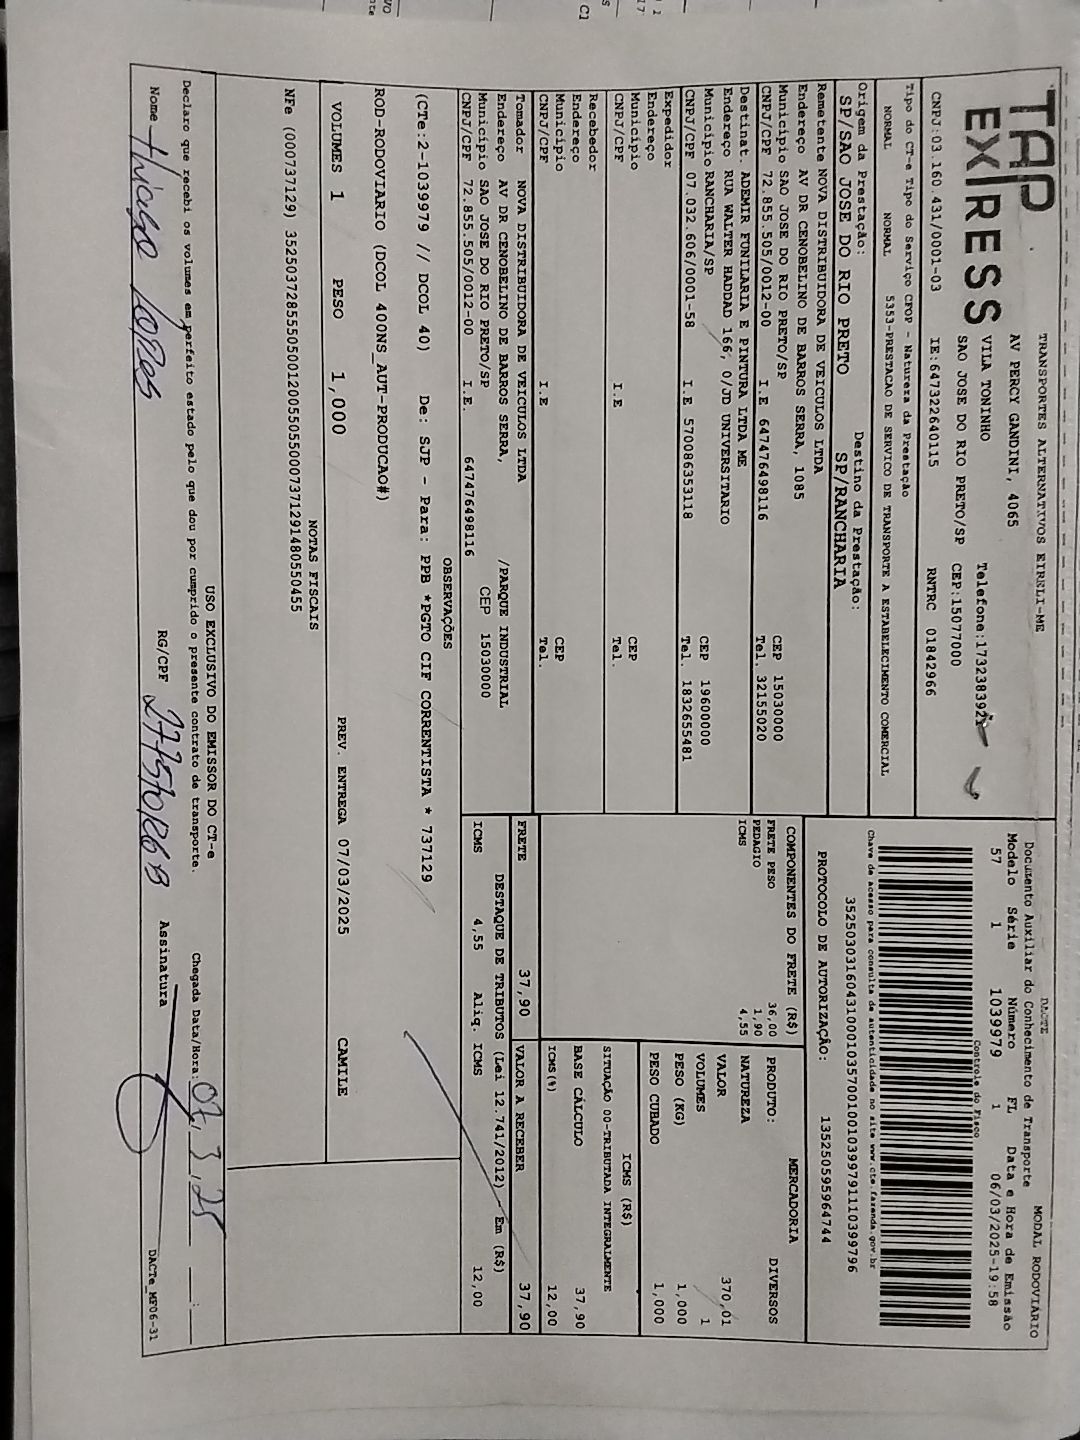 TAP EXPRESS
TRANSPORTES ALTERNATIVOS EIRELI-ME
AV PERCY GANDINI, 4065
VILA TONINHO Telefone:1732383921
SAO JOSE DO RIO PRETO/SP CEP:15077000
CNPJ:03.160.431/0001-03 IE:647322640115 RNTRC 01842966
DACTE MODAL RODOVIÁRIO
Documento Auxiliar do Conhecimento de Transporte
Modelo Série Número FL Data e Hora de Emissão
57 1 1039979 1 06/03/2025-19:58
Controle do Fisco
Chave de acesso para consulta de autenticidade no site www.cte.fazenda.gov.br
35250303160431000103570010010399791110399796
PROTOCOLO DE AUTORIZAÇÃO: 135250595964744
Tipo do CT-e Tipo do Serviço CFOP - Natureza da Prestação
NORMAL NORMAL 5353-PRESTACAO DE SERVICO DE TRANSPORTE A ESTABELECIMENTO COMERCIAL
Origem da Prestação: Destino da Prestação:
SP/SAO JOSE DO RIO PRETO SP/RANCHARIA
Remetente NOVA DISTRIBUIDORA DE VEICULOS LTDA
Endereço AV DR CENOBELINO DE BARROS SERRA, 1085
Município SAO JOSE DO RIO PRETO/SP CEP 15030000
CNPJ/CPF 72.855.505/0012-00 I.E 647476498116 Tel. 32155020
Destinat. ADEMIR FUNILARIA E PINTURA LTDA ME
Endereço RUA WALTER HADDAD 166, 0/JD UNIVERSITARIO
Município RANCHARIA/SP CEP 19600000
CNPJ/CPF 07.032.606/0001-58 I.E 570086353118 Tel. 1832655481
Expedidor
Endereço
Município CEP
CNPJ/CPF I.E Tel.
Recebedor
Endereço
Município CEP
CNPJ/CPF I.E Tel.
Tomador NOVA DISTRIBUIDORA DE VEICULOS LTDA
Endereço AV DR CENOBELINO DE BARROS SERRA, /PARQUE INDUSTRIAL
Município SAO JOSE DO RIO PRETO/SP CEP 15030000
CNPJ/CPF 72.855.505/0012-00 I.E. 647476498116
COMPONENTES DO FRETE (R$)
FRETE PESO 36,00
PEDAGIO 1,90
ICMS 4,55
MERCADORIA
PRODUTO: DIVERSOS
NATUREZA
VALOR 370,01
VOLUMES 1
PESO (KG) 1,000
PESO CUBADO 1,000
ICMS (R$)
SITUAÇÃO 00-TRIBUTADA INTEGRALMENTE
BASE CÁLCULO 37,90
ICMS(%) 12,00
FRETE 37,90 VALOR A RECEBER 37,90
DESTAQUE DE TRIBUTOS (Lei 12.741/2012) - Em (R$)
ICMS 4,55 Aliq. ICMS 12,00
OBSERVAÇÕES
(CTe:2-1039979 // DCOL 40) De: SJP - Para: PPB *PGTO CIF CORRENTISTA * 737129
ROD-RODOVIARIO (DCOL 400NS_AUT-PRODUCAO#)
VOLUMES 1 PESO 1,000 PREV. ENTREGA 07/03/2025 CAMILE
NOTAS FISCAIS
NFe (000737129) 35250372855505001200550550007371291480550455
USO EXCLUSIVO DO EMISSOR DO CT-e
Declaro que recebi os volumes em perfeito estado pelo que dou por cumprido o presente contrato de transporte. Chegada Data/Hora: 07, 3, 25 __:__
Nome thiago lopes RG/CPF Assinatura
DACTe_MF06-31